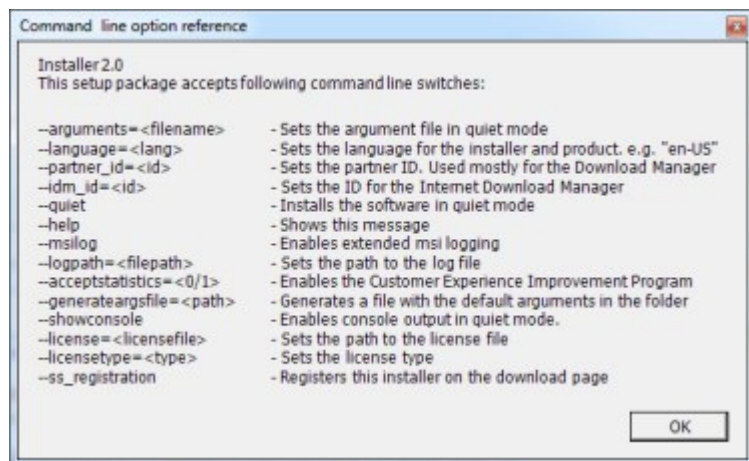 Command line option reference
Installer 2.0
This setup package accepts following command line switches:
--arguments=<filename> - Sets the argument file in quiet mode
--language=<lang> - Sets the language for the installer and product. e.g. "en-US"
--partner_id=<id> - Sets the partner ID. Used mostly for the Download Manager
--idm_id=<id> - Sets the ID for the Internet Download Manager
--quiet - Installs the software in quiet mode
--help - Shows this message
--msilog - Enables extended msi logging
--logpath=<filepath> - Sets the path to the log file
--acceptstatistics=<0/1> - Enables the Customer Experience Improvement Program
--generateargsfile=<path> - Generates a file with the default arguments in the folder
--showconsole - Enables console output in quiet mode.
--license=<licensefile> - Sets the path to the license file
--licensetype=<type> - Sets the license type
--ss_registration - Registers this installer on the download page
OK